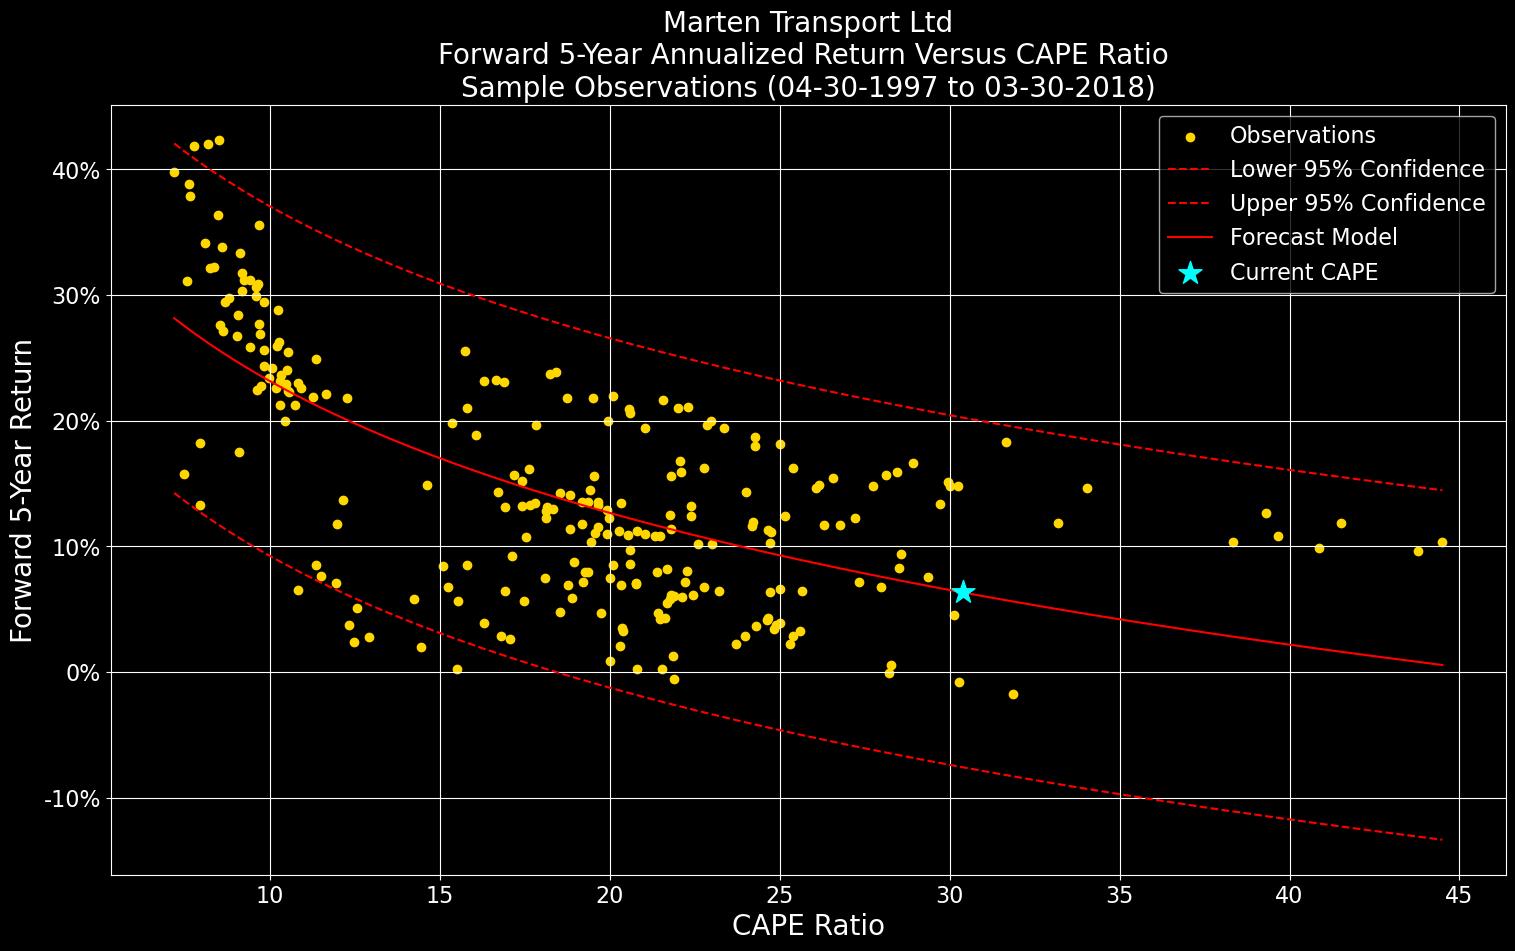 Marten Transport Ltd
Forward 5-Year Annualized Return Versus CAPE Ratio
Sample Observations (04-30-1997 to 03-30-2018)
Observations
Lower 95% Confidence
Upper 95% Confidence
Forecast Model
Current CAPE
Forward 5-Year Return
40%
30%
20%
10%
0%
-10%
10 15 20 25 30 35 40 45
CAPE Ratio